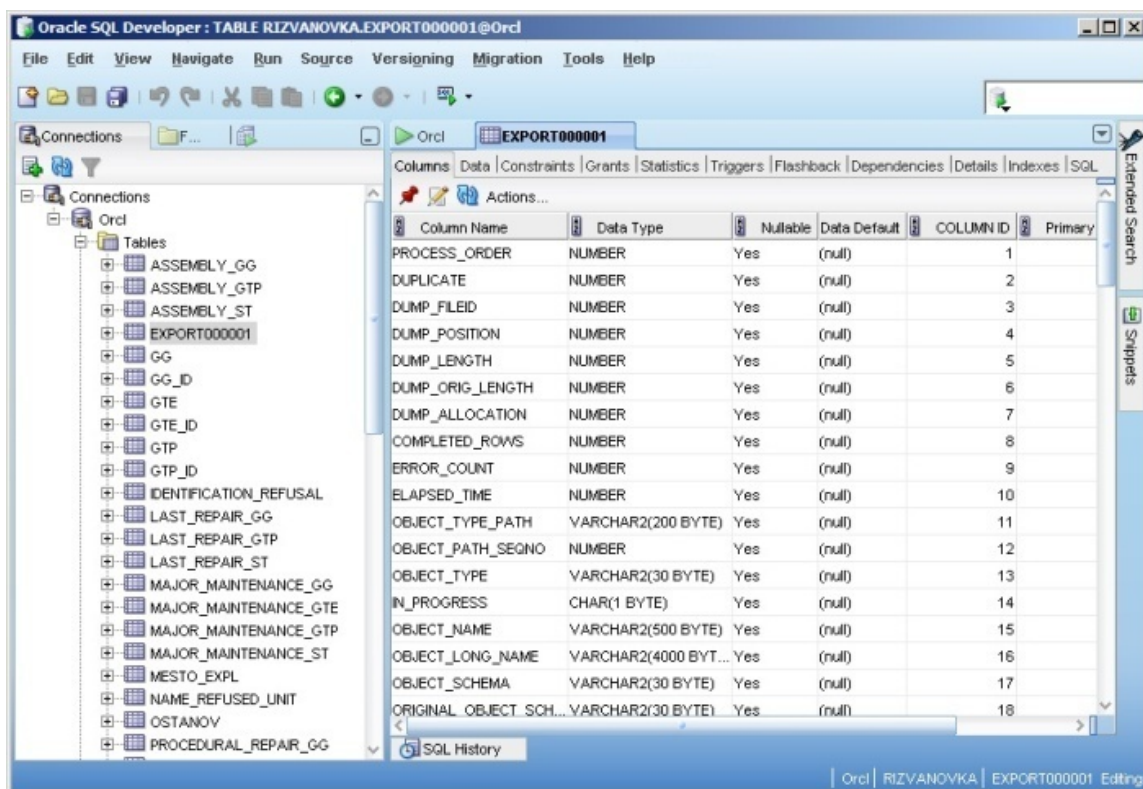 Oracle SQL Developer : TABLE RIZVANOVKA.EXPORT000001@Orcl
File Edit View Navigate Run Source Versioning Migration Tools Help
Connections F...
Orcl EXPORT000001
Columns Data Constraints Grants Statistics Triggers Flashback Dependencies Details Indexes SQL
Actions...
Connections
Orcl
Tables
ASSEMBLY_GG
ASSEMBLY_GTP
ASSEMBLY_ST
EXPORT000001
GG
GG_ID
GTE
GTE_ID
GTP
GTP_ID
IDENTIFICATION_REFUSAL
LAST_REPAIR_GG
LAST_REPAIR_GTP
LAST_REPAIR_ST
MAJOR_MAINTENANCE_GG
MAJOR_MAINTENANCE_GTE
MAJOR_MAINTENANCE_GTP
MAJOR_MAINTENANCE_ST
MESTO_EXPL
NAME_REFUSED_UNIT
OSTANOV
PROCEDURAL_REPAIR_GG
Column Name Data Type Nullable Data Default COLUMN ID Primary
PROCESS_ORDER NUMBER Yes (null) 1
DUPLICATE NUMBER Yes (null) 2
DUMP_FILEID NUMBER Yes (null) 3
DUMP_POSITION NUMBER Yes (null) 4
DUMP_LENGTH NUMBER Yes (null) 5
DUMP_ORIG_LENGTH NUMBER Yes (null) 6
DUMP_ALLOCATION NUMBER Yes (null) 7
COMPLETED_ROWS NUMBER Yes (null) 8
ERROR_COUNT NUMBER Yes (null) 9
ELAPSED_TIME NUMBER Yes (null) 10
OBJECT_TYPE_PATH VARCHAR2(200 BYTE) Yes (null) 11
OBJECT_PATH_SEQNO NUMBER Yes (null) 12
OBJECT_TYPE VARCHAR2(30 BYTE) Yes (null) 13
IN_PROGRESS CHAR(1 BYTE) Yes (null) 14
OBJECT_NAME VARCHAR2(500 BYTE) Yes (null) 15
OBJECT_LONG_NAME VARCHAR2(4000 BYT... Yes (null) 16
OBJECT_SCHEMA VARCHAR2(30 BYTE) Yes (null) 17
ORIGINAL_OBJECT_SCH... VARCHAR2(30 BYTE) Yes (null) 18
Extended Search
Snippets
SQL History
Orcl RIZVANOVKA EXPORT000001 Editing